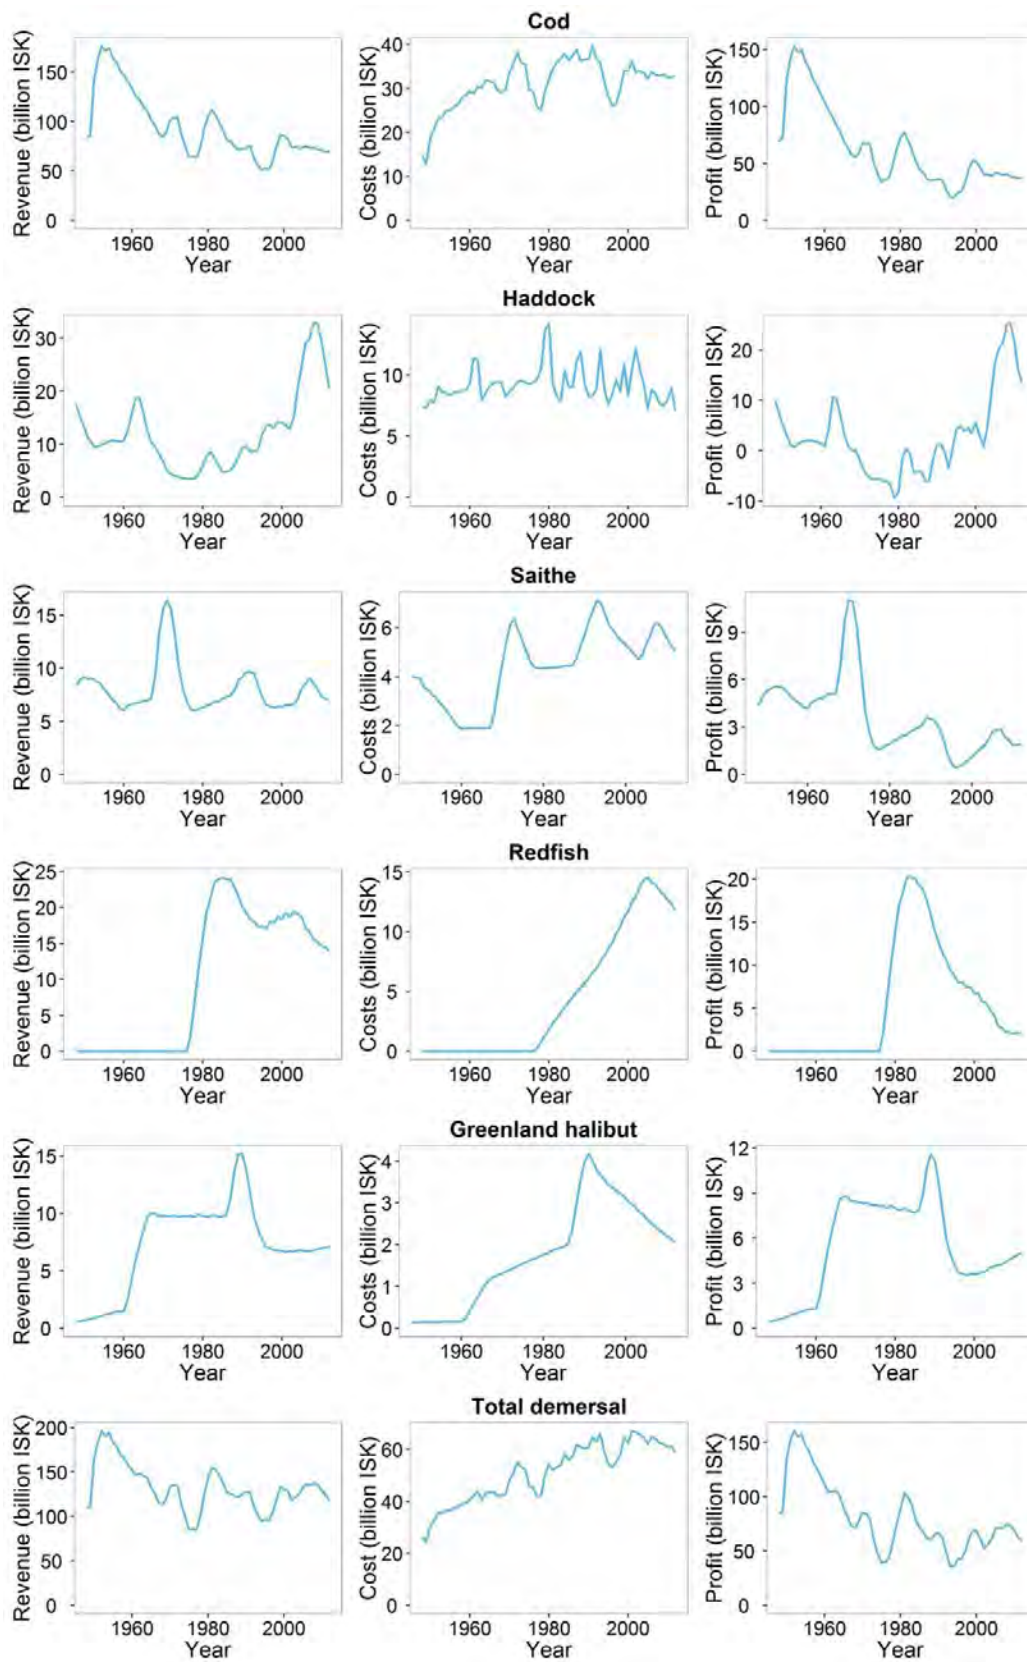 Cod
Revenue (billion ISK)
150
100
50
0
1960 1980 2000
Year
Costs (billion ISK)
40
30
20
10
0
1960 1980 2000
Year
Profit (billion ISK)
150
100
50
0
1960 1980 2000
Year
Haddock
Revenue (billion ISK)
30
20
10
0
1960 1980 2000
Year
Costs (billion ISK)
10
5
0
1960 1980 2000
Year
Profit (billion ISK)
20
10
0
-10
1960 1980 2000
Year
Saithe
Revenue (billion ISK)
15
10
5
0
1960 1980 2000
Year
Costs (billion ISK)
6
4
2
0
1960 1980 2000
Year
Profit (billion ISK)
9
6
3
0
1960 1980 2000
Year
Redfish
Revenue (billion ISK)
25
20
15
10
5
0
1960 1980 2000
Year
Costs (billion ISK)
15
10
5
0
1960 1980 2000
Year
Profit (billion ISK)
20
15
10
5
0
1960 1980 2000
Year
Greenland halibut
Revenue (billion ISK)
15
10
5
0
1960 1980 2000
Year
Costs (billion ISK)
4
3
2
1
0
1960 1980 2000
Year
Profit (billion ISK)
12
9
6
3
0
1960 1980 2000
Year
Total demersal
Revenue (billion ISK)
200
150
100
50
0
1960 1980 2000
Year
Cost (billion ISK)
60
40
20
0
1960 1980 2000
Year
Profit (billion ISK)
150
100
50
0
1960 1980 2000
Year